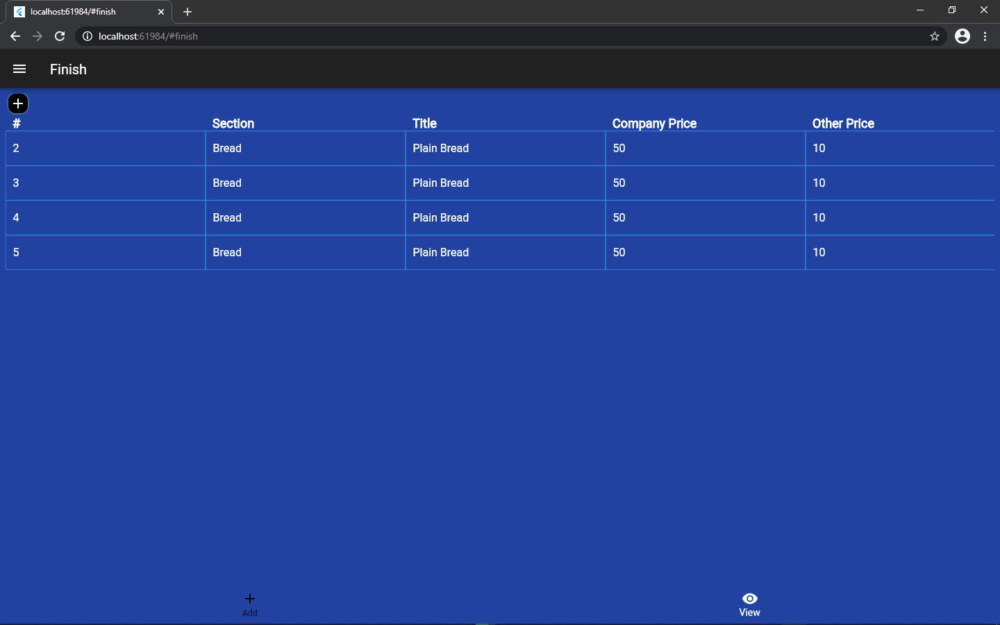 localhost:61984/#finish
localhost:61984/#finish
Finish
# Section Title Company Price Other Price
2 Bread Plain Bread 50 10
3 Bread Plain Bread 50 10
4 Bread Plain Bread 50 10
5 Bread Plain Bread 50 10
Add View